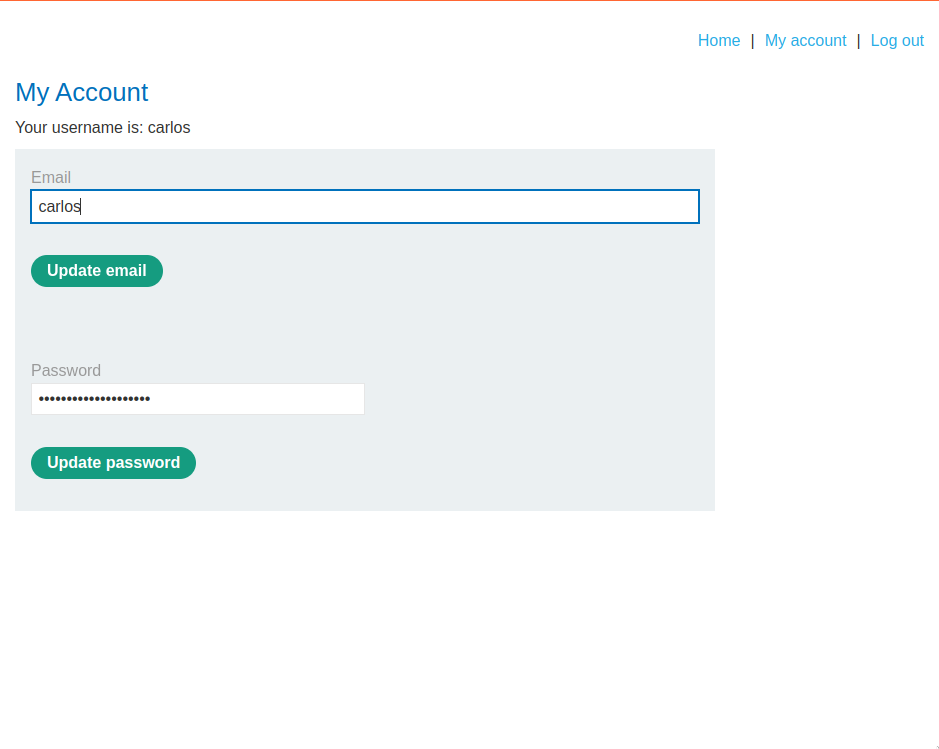 Home | My account | Log out
My Account
Your username is: carlos
Email
carlos
Update email
Password
••••••••••••••••••••
Update password